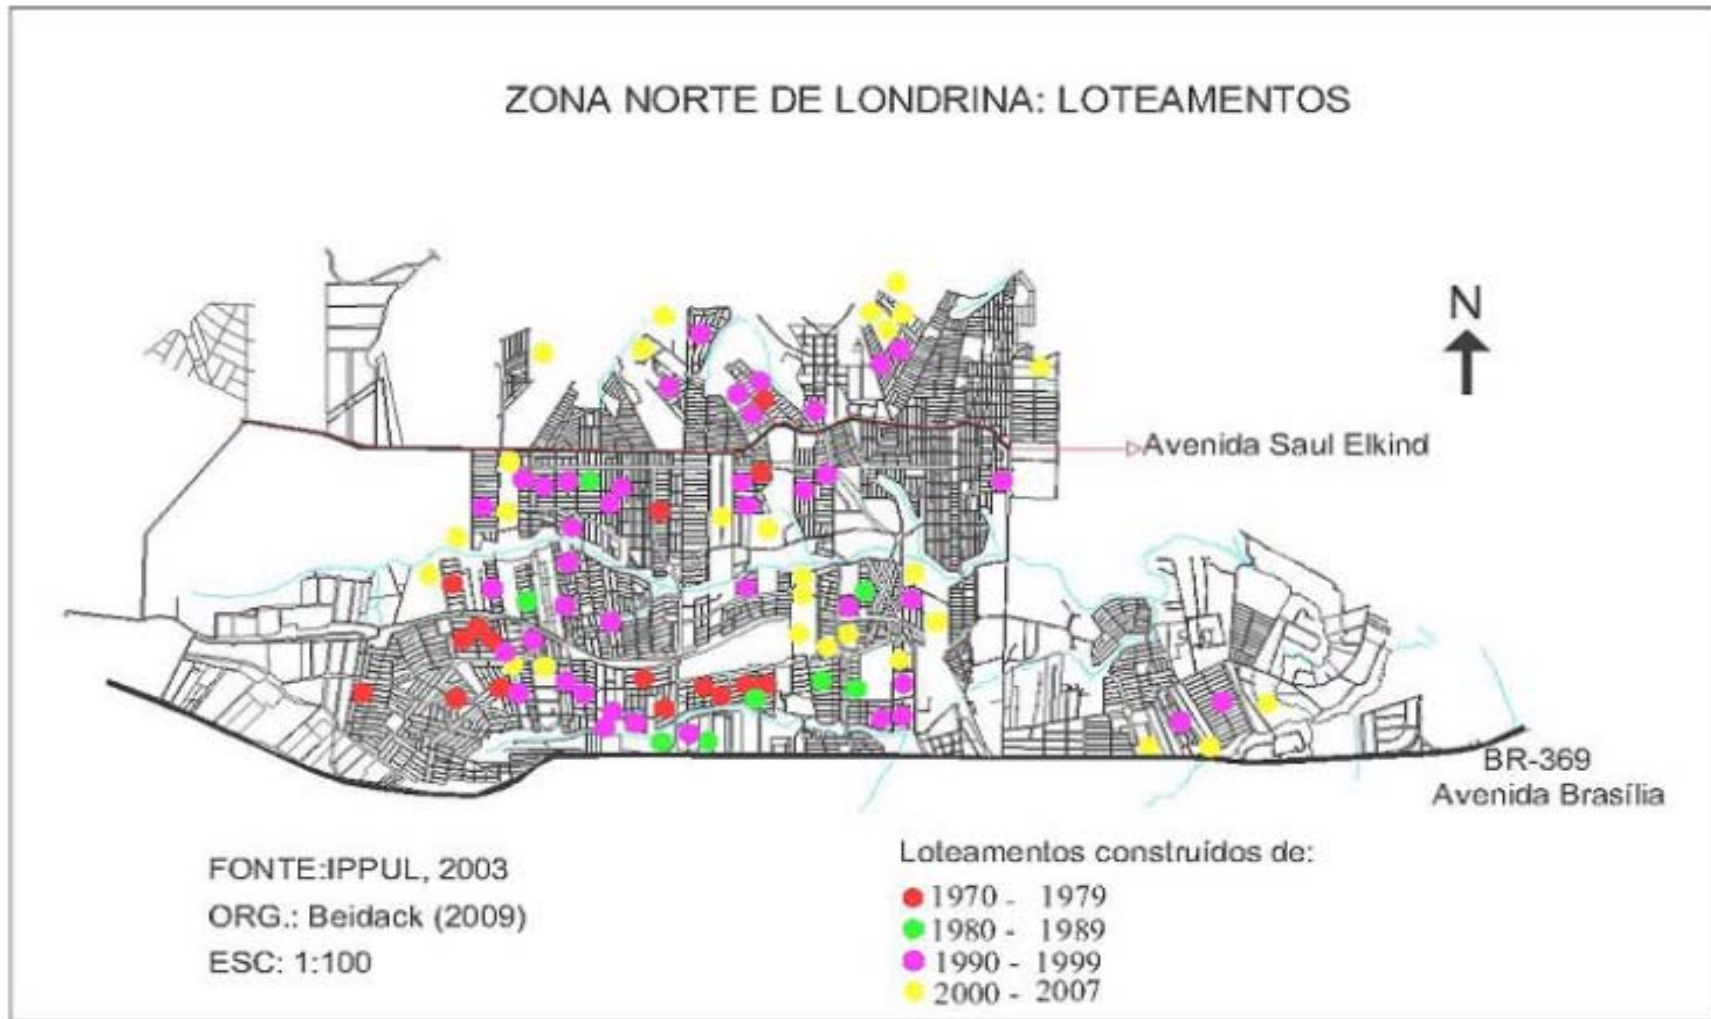 ZONA NORTE DE LONDRINA: LOTEAMENTOS
N
Avenida Saul Elkind
BR-369
Avenida Brasília
FONTE:IPPUL, 2003
ORG.: Beidack (2009)
ESC: 1:100
Loteamentos construídos de:
1970 - 1979
1980 - 1989
1990 - 1999
2000 - 2007